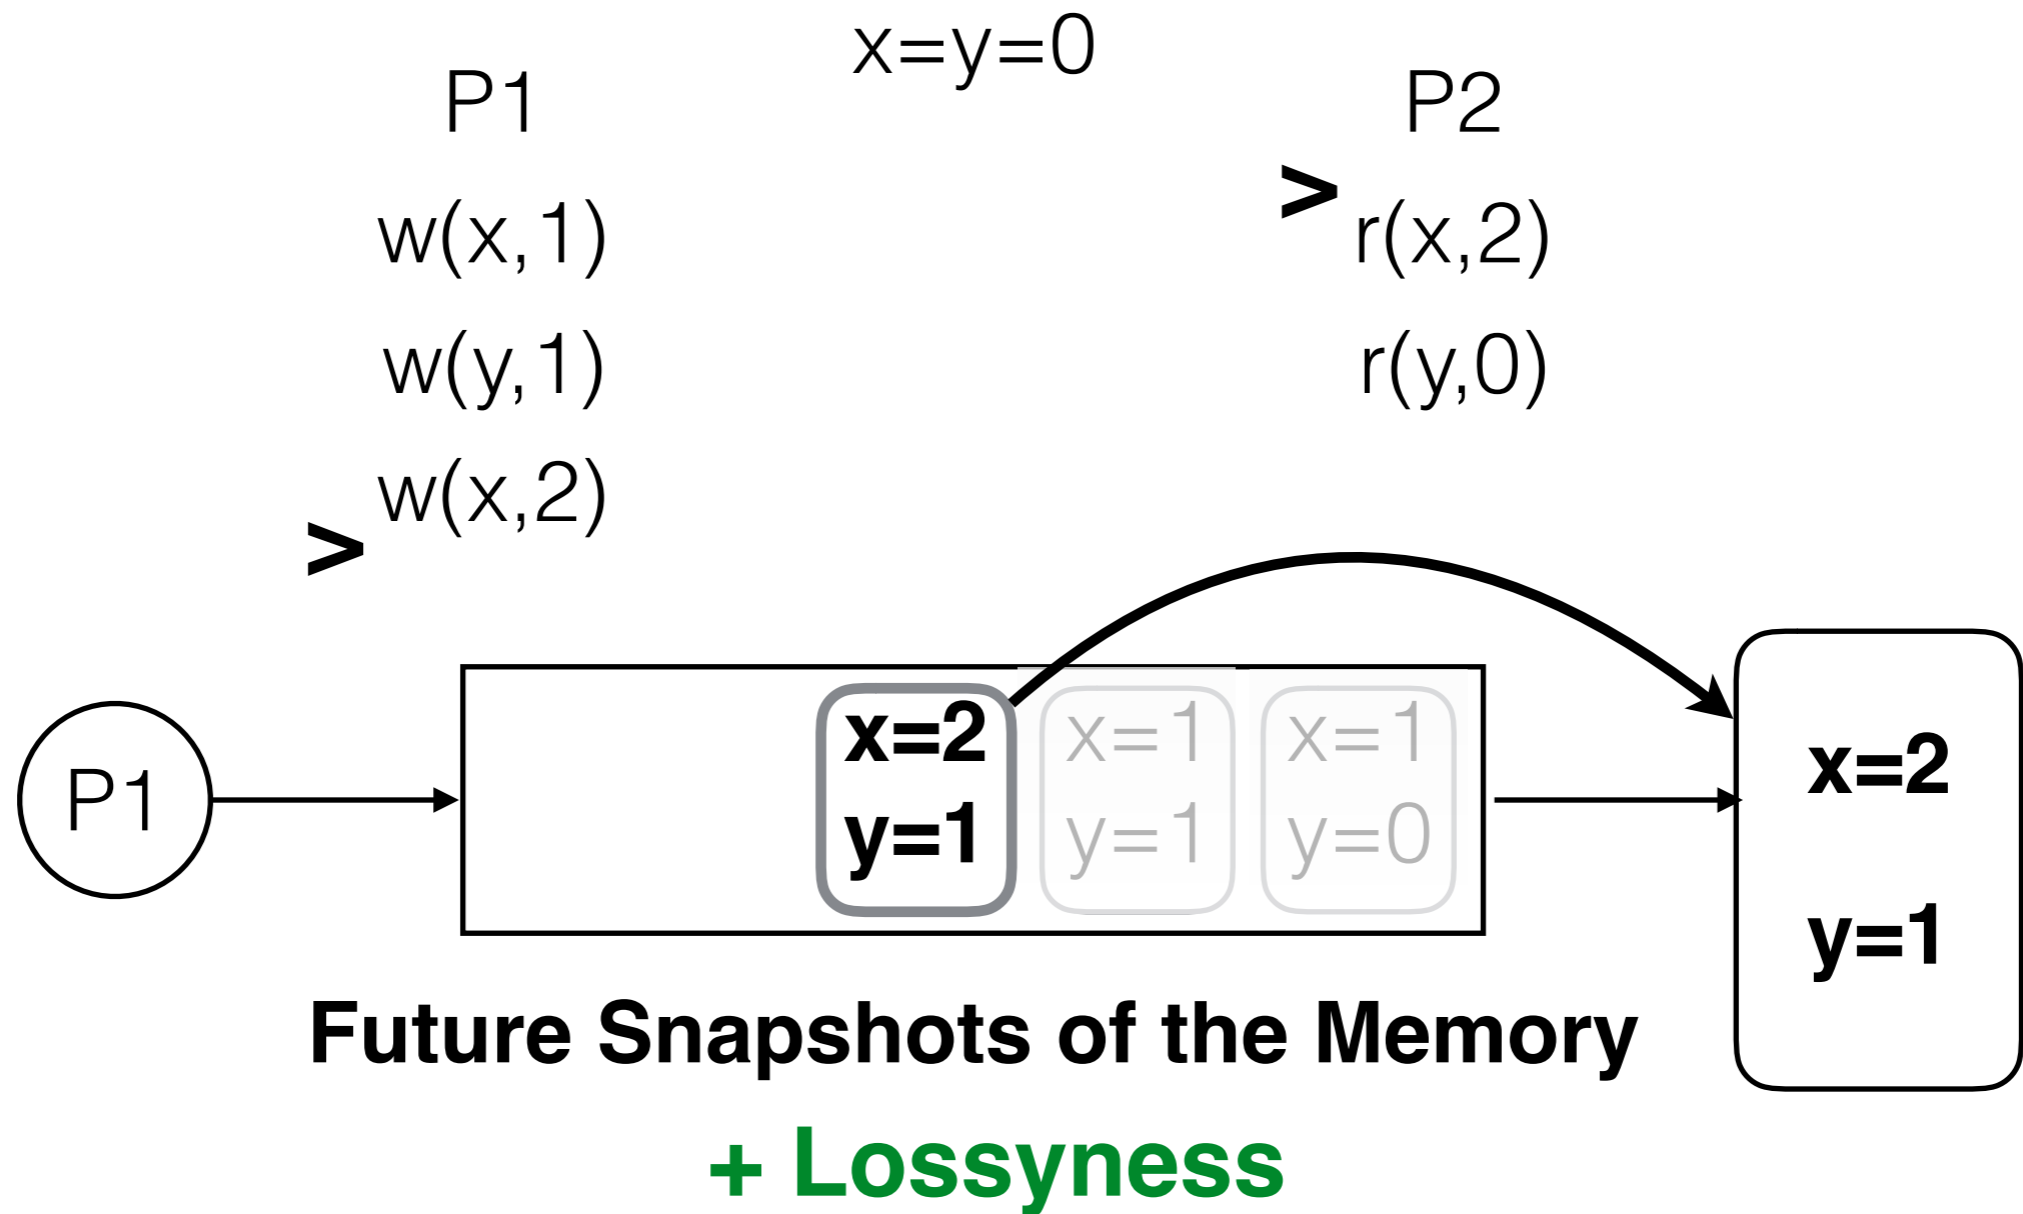 x=y=0
P1
P2
w(x,1)
> r(x,2)
w(y,1)
r(y,0)
w(x,2)
>
P1
x=2
y=1
x=1
y=1
x=1
y=0
x=2
y=1
Future Snapshots of the Memory
+ Lossyness